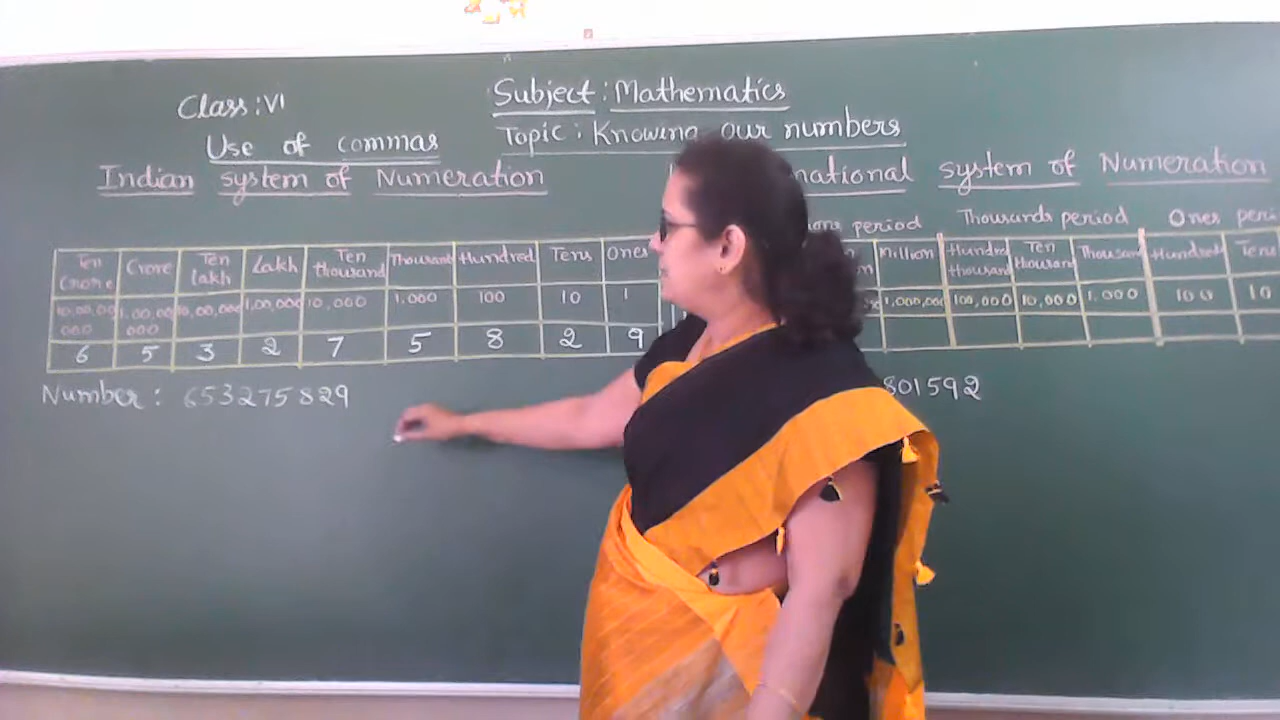 Class: VI
Subject: Mathematics
Use of commas
Topic: Knowing our numbers
Indian system of Numeration
national system of Numeration
period Thousands period Ones peri
Ten Crore Crore Ten lakh Lakh Ten thousand Thousand Hundred Tens Ones
Million Hundred thousand Ten thousand Thousand Hundreds Tens
10,00,00,000 1,00,00,000 10,00,000 1,00,000 10,000 1,000 100 10 1
1,000,000 100,000 10,000 1,000 100 10
6 5 3 2 7 5 8 2 9
Number: 653275829
801592